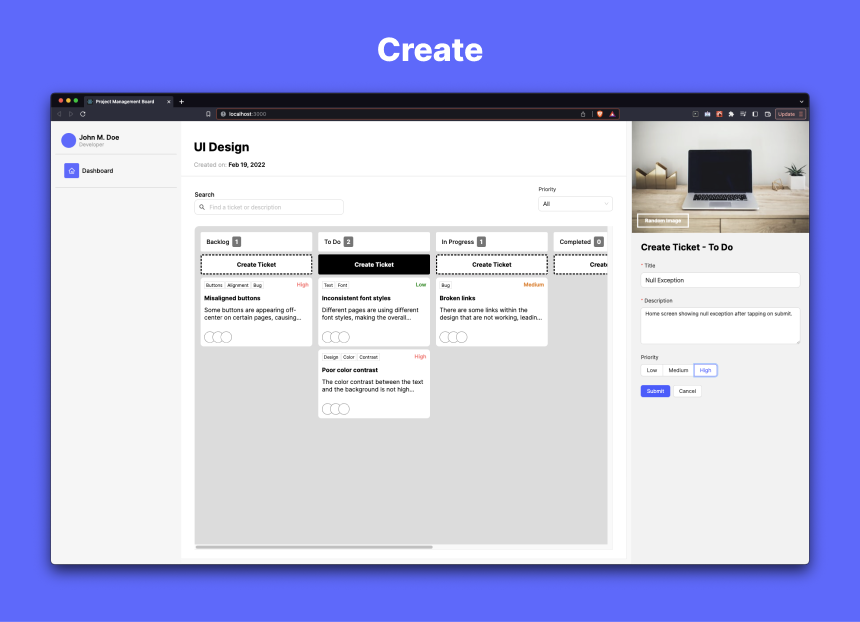 Create
Project Management Board
localhost:3000
Update
John M. Doe
Developer
Dashboard
UI Design
Created on: Feb 19, 2022
Search
Find a ticket or description
Priority
All
Backlog 1
Create Ticket
Buttons Alignment Bug High
Misaligned buttons
Some buttons are appearing off-
center on certain pages, causing...
To Do 2
Create Ticket
Text Font Low
Inconsistent font styles
Different pages are using different
font styles, making the overall...
Design Color Contrast High
Poor color contrast
The color contrast between the text
and the background is not high...
In Progress 1
Create Ticket
Bug Medium
Broken links
There are some links within the
design that are not working, leadin...
Completed 0
Create
Random Image
Create Ticket - To Do
* Title
Null Exception
* Description
Home screen showing null exception after tapping on submit.
Priority
Low Medium High
Submit Cancel